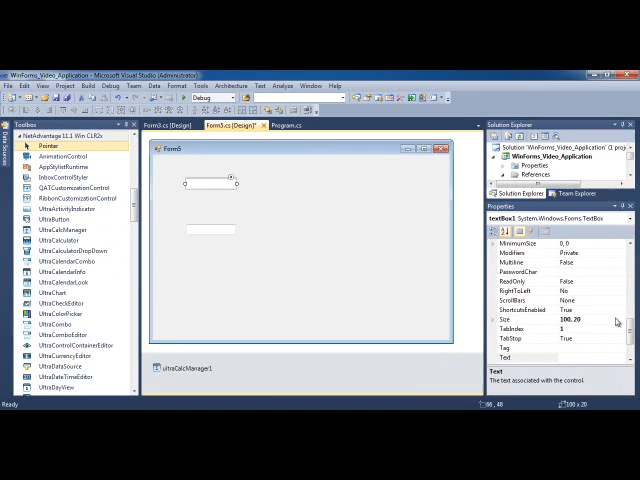 WinForms_Video_Application - Microsoft Visual Studio (Administrator)
File Edit View Project Build Debug Team Data Format Tools Architecture Test Analyze Window Help
Debug
Toolbox
NetAdvantage 11.1 Win CLR2x
Pointer
AnimationControl
AppStylistRuntime
InboxControlStyler
QATCustomizationControl
RibbonCustomizationControl
UltraActivityIndicator
UltraButton
UltraCalcManager
UltraCalculator
UltraCalculatorDropDown
UltraCalendarCombo
UltraCalendarInfo
UltraCalendarLook
UltraChart
UltraCheckEditor
UltraColorPicker
UltraCombo
UltraComboEditor
UltraControlContainerEditor
UltraCurrencyEditor
UltraDataSource
UltraDateTimeEditor
UltraDayView
Data Sources
Form3.cs [Design]
Form5.cs [Design]*
Program.cs
Form5
ultraCalcManager1
Solution Explorer
Solution 'WinForms_Video_Application' (1 proj
WinForms_Video_Application
Properties
References
Solution Explorer
Team Explorer
Properties
textBox1 System.Windows.Forms.TextBox
MinimumSize 0, 0
Modifiers Private
Multiline False
PasswordChar
ReadOnly False
RightToLeft No
ScrollBars None
ShortcutsEnabled True
Size 100, 20
TabIndex 1
TabStop True
Tag
Text
Text
The text associated with the control.
Ready
66, 48
100 x 20